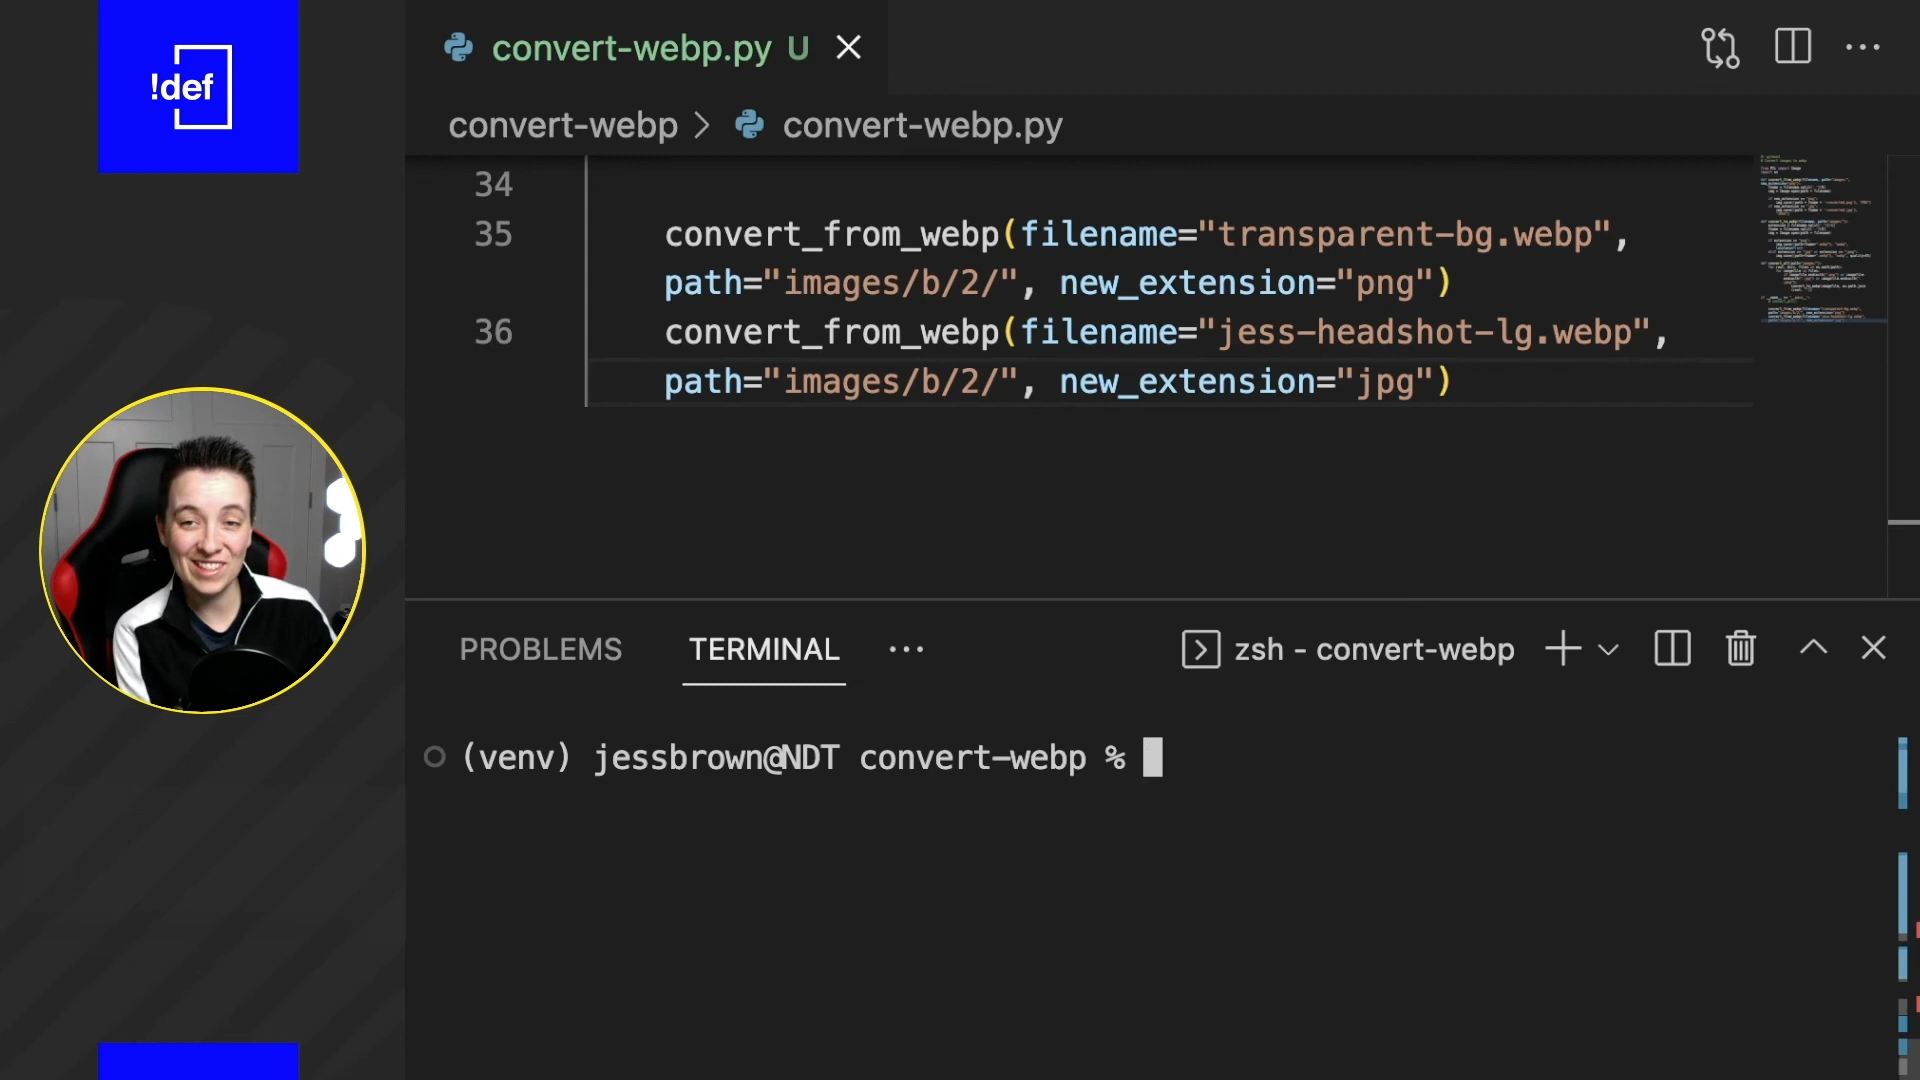 !def
convert-webp.py U
convert-webp > convert-webp.py
34
35 convert_from_webp(filename="transparent-bg.webp",
path="images/b/2/", new_extension="png")
36 convert_from_webp(filename="jess-headshot-lg.webp",
path="images/b/2/", new_extension="jpg")
PROBLEMS TERMINAL ... zsh - convert-webp
(venv) jessbrown@NDT convert-webp %